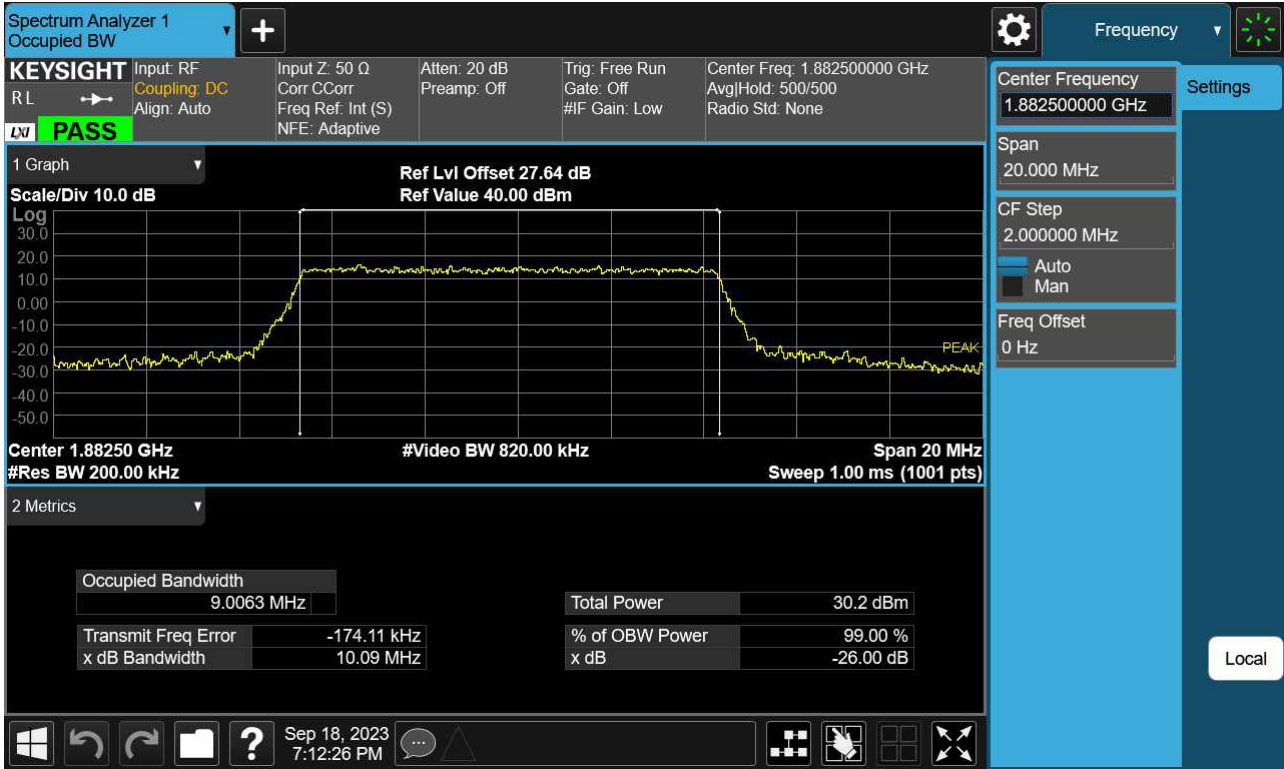 Spectrum Analyzer 1
Occupied BW
Frequency
KEYSIGHT
R L
LXI
PASS
Input: RF
Coupling: DC
Align: Auto
Input Z: 50 Ω
Corr CCorr
Freq Ref: Int (S)
NFE: Adaptive
Atten: 20 dB
Preamp: Off
Trig: Free Run
Gate: Off
#IF Gain: Low
Center Freq: 1.882500000 GHz
Avg|Hold: 500/500
Radio Std: None
Center Frequency
1.882500000 GHz
Settings
Span
20.000 MHz
CF Step
2.000000 MHz
Auto
Man
Freq Offset
0 Hz
1 Graph
Ref Lvl Offset 27.64 dB
Scale/Div 10.0 dB
Ref Value 40.00 dBm
Log
30.0
20.0
10.0
0.00
-10.0
-20.0
-30.0
-40.0
-50.0
PEAK
Center 1.88250 GHz
#Video BW 820.00 kHz
Span 20 MHz
#Res BW 200.00 kHz
Sweep 1.00 ms (1001 pts)
2 Metrics
Occupied Bandwidth
9.0063 MHz
Total Power 30.2 dBm
Transmit Freq Error -174.11 kHz
% of OBW Power 99.00 %
x dB Bandwidth 10.09 MHz
x dB -26.00 dB
Local
?
Sep 18, 2023
7:12:26 PM